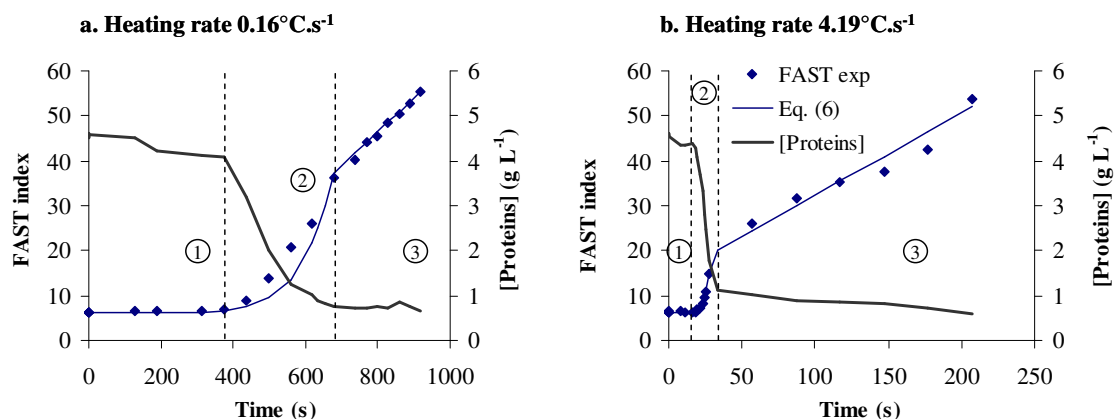 a. Heating rate 0.16°C.s-1
60
50
40
30
20
10
0
FAST index
6
5
4
3
2
1
0
[Proteins] (g L-1)
1
2
3
0 200 400 600 800 1000
Time (s)
b. Heating rate 4.19°C.s-1
60
50
40
30
20
10
0
FAST index
6
5
4
3
2
1
0
[Proteins] (g L-1)
FAST exp
Eq. (6)
[Proteins]
2
1
3
0 50 100 150 200 250
Time (s)